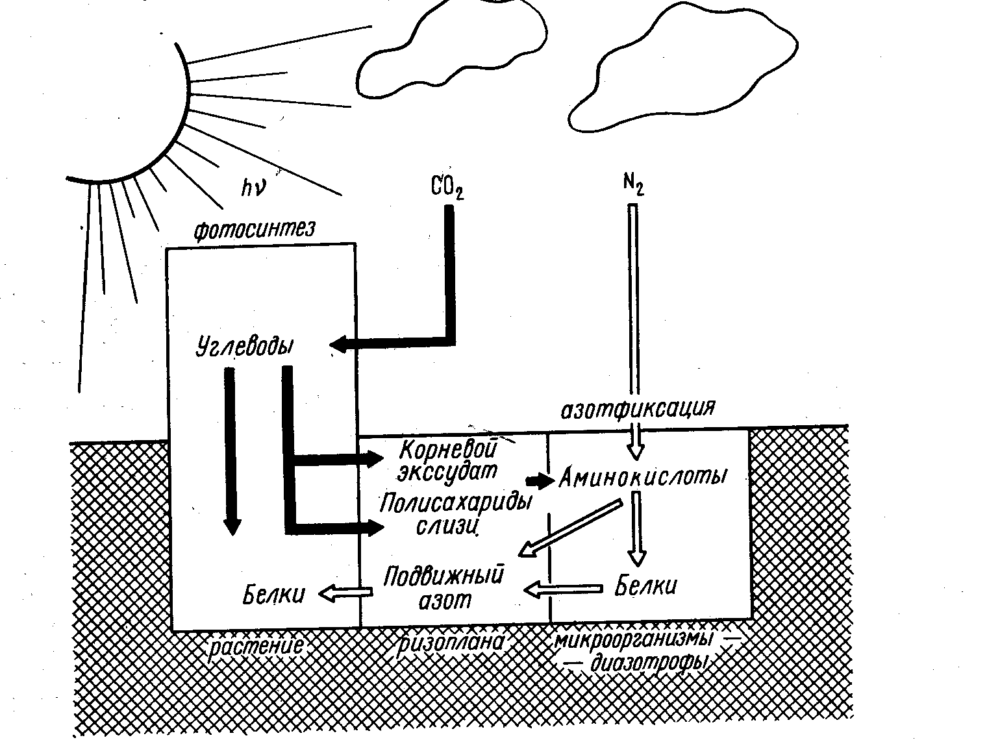 hν
CO₂
N₂
фотосинтез
Углеводы
азотфиксация
Корневой
экссудат
Аминокислоты
Полисахариды
слизи
Подвижный
азот
Белки
Белки
растение
ризоплана
микроорганизмы —
— диазотрофы